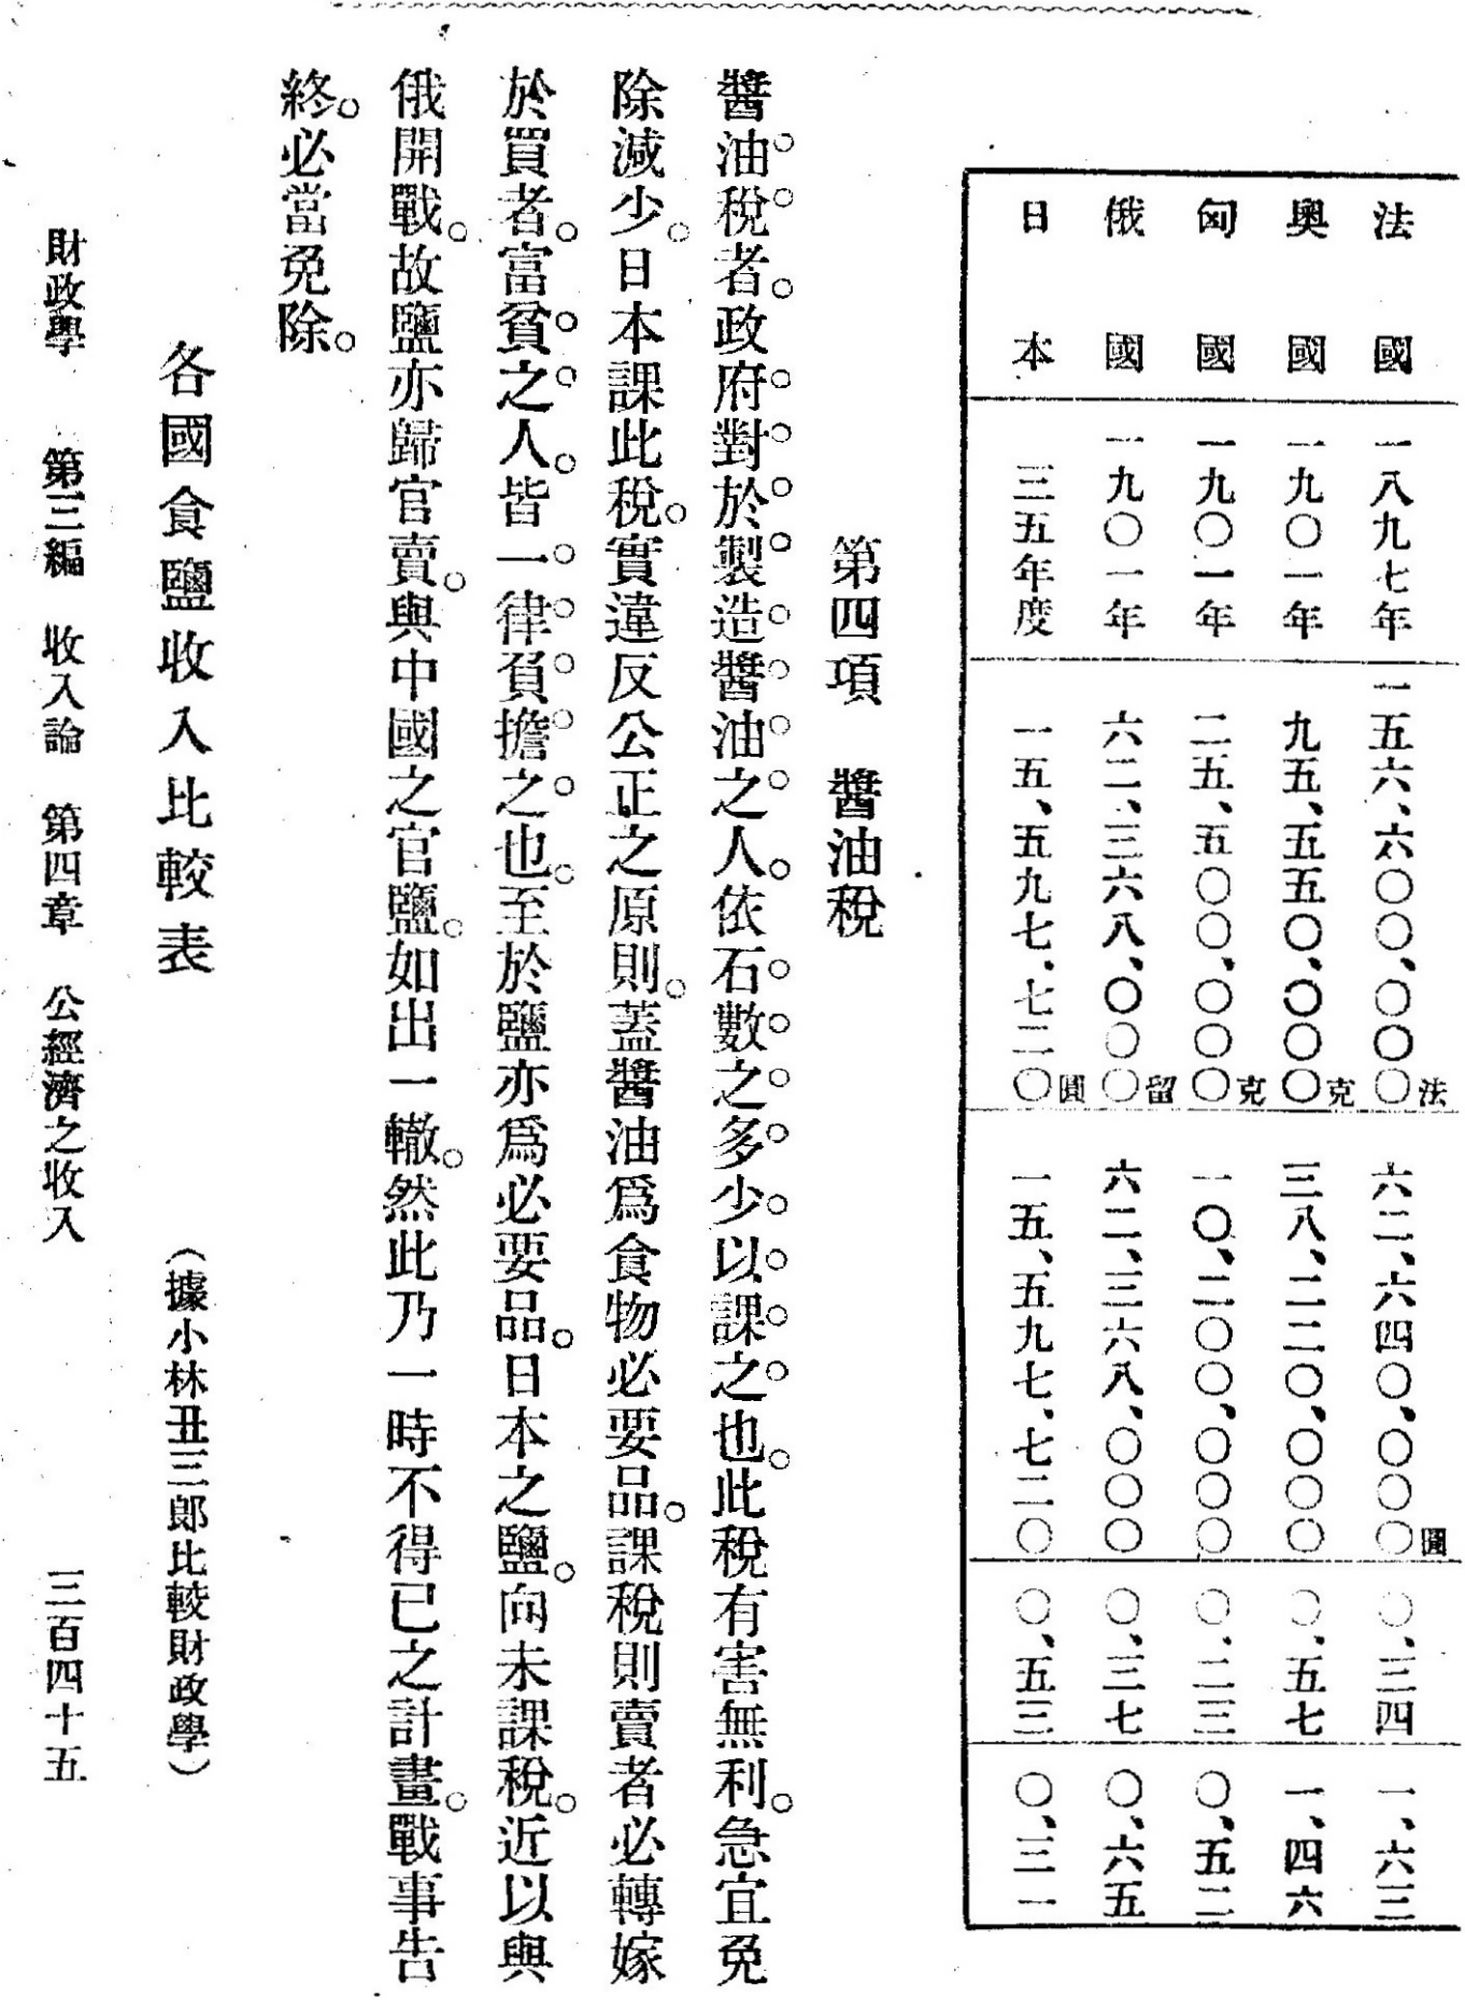 法國 一八九七年 一五六、六〇〇、〇〇〇法 六二、六四〇、〇〇〇圓 〇、三四 一、六三
奥國 一九〇一年 九五、五五〇、〇〇〇克 三八、二二〇、〇〇〇 〇、五七 一、四六
匈國 一九〇一年 二五、五〇〇、〇〇〇克 一〇、二〇〇、〇〇〇 〇、二三 〇、五二
俄國 一九〇一年 六二、三六八、〇〇〇留 六二、三六八、〇〇〇 〇、三七 〇、六五
日本 三五年度 一五、五九七、七二〇圓 一五、五九七、七二〇 〇、五三 〇、三一
第四項 醬油稅
醬油稅者。政府對於製造醬油之人。依石數之多少以課之也。此稅有害無利。急宜免
除減少。日本課此稅。實違反公正之原則。蓋醬油爲食物必要品。課稅則賣者必轉嫁
於買者。富貧之人。皆一律負擔之也。至於鹽亦爲必要品。日本之鹽。向未課稅。近以與
俄開戰。故鹽亦歸官賣。與中國之官鹽。如出一轍。然此乃一時不得已之計畫。戰事告
終。必當免除。
各國食鹽收入比較表 (據小林丑三郎比較財政學)
財政學 第三編 收入論 第四章 公經濟之收入 三百四十五